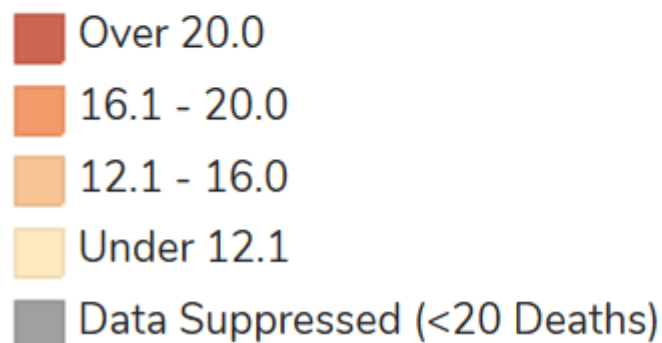 Over 20.0
16.1 - 20.0
12.1 - 16.0
Under 12.1
Data Suppressed (<20 Deaths)